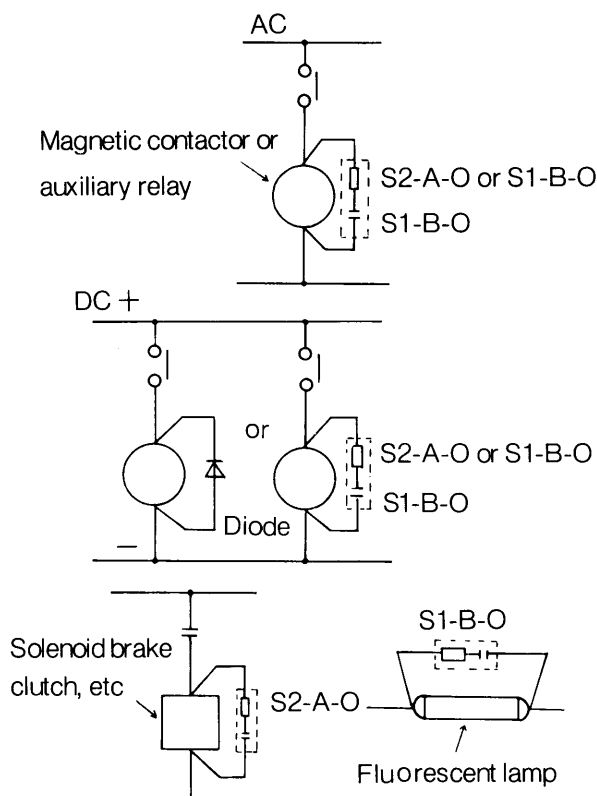 AC
Magnetic contactor or
auxiliary relay
S2-A-O or S1-B-O
S1-B-O
DC +
or
S2-A-O or S1-B-O
S1-B-O
Diode
−
Solenoid brake
clutch, etc
S2-A-O
S1-B-O
Fluorescent lamp